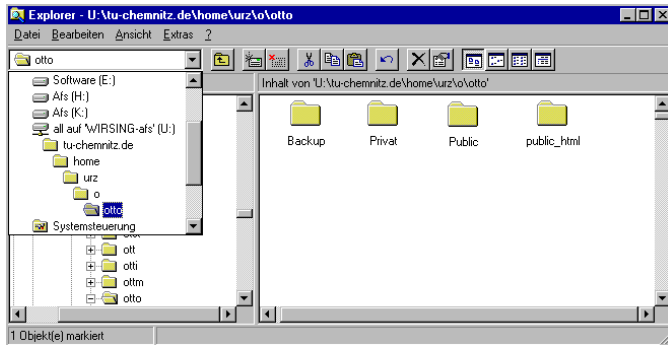 Explorer - U:\tu-chemnitz.de\home\urz\o\otto
Datei Bearbeiten Ansicht Extras ?
otto
Software (E:)
Afs (H:)
Afs (K:)
all auf 'WIRSING-afs' (U:)
tu-chemnitz.de
home
urz
o
otto
Systemsteuerung
ott
otti
ottm
otto
Inhalt von 'U:\tu-chemnitz.de\home\urz\o\otto'
Backup Privat Public public_html
1 Objekt(e) markiert